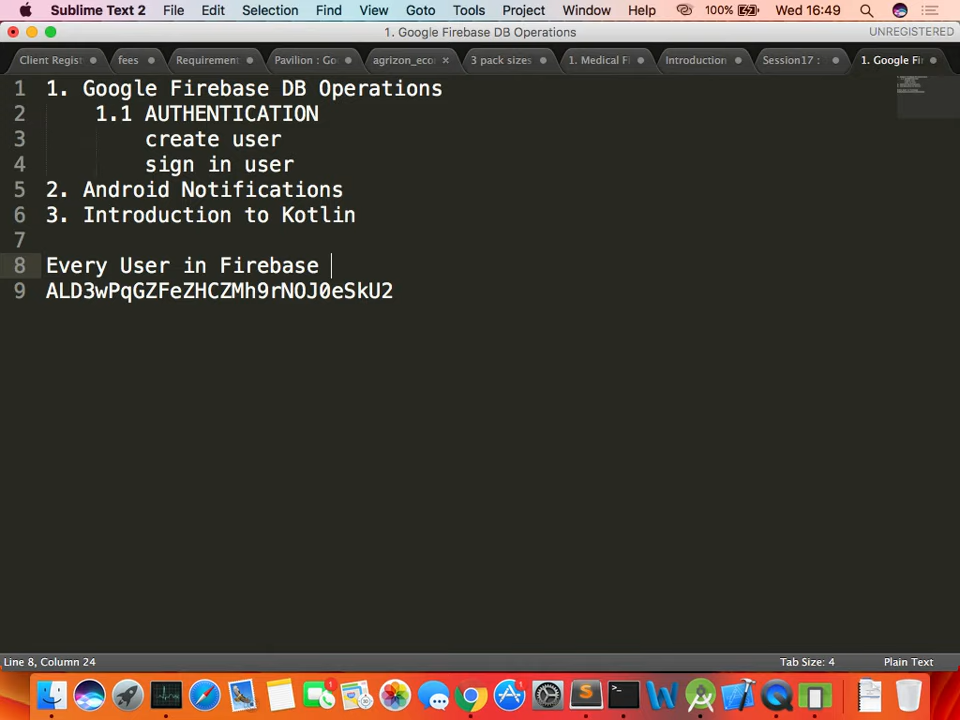 Sublime Text 2 File Edit Selection Find View Goto Tools Project Window Help 100% Wed 16:49
1. Google Firebase DB Operations UNREGISTERED
Client Regist fees Requirement Pavilion : Go agrizon_eco 3 pack sizes 1. Medical Fl Introduction Session17 : 1. Google Fir
1 1. Google Firebase DB Operations
2 1.1 AUTHENTICATION
3 create user
4 sign in user
5 2. Android Notifications
6 3. Introduction to Kotlin
7
8 Every User in Firebase
9 ALD3wPqGZFeZHCZMh9rNOJ0eSkU2
Line 8, Column 24 Tab Size: 4 Plain Text